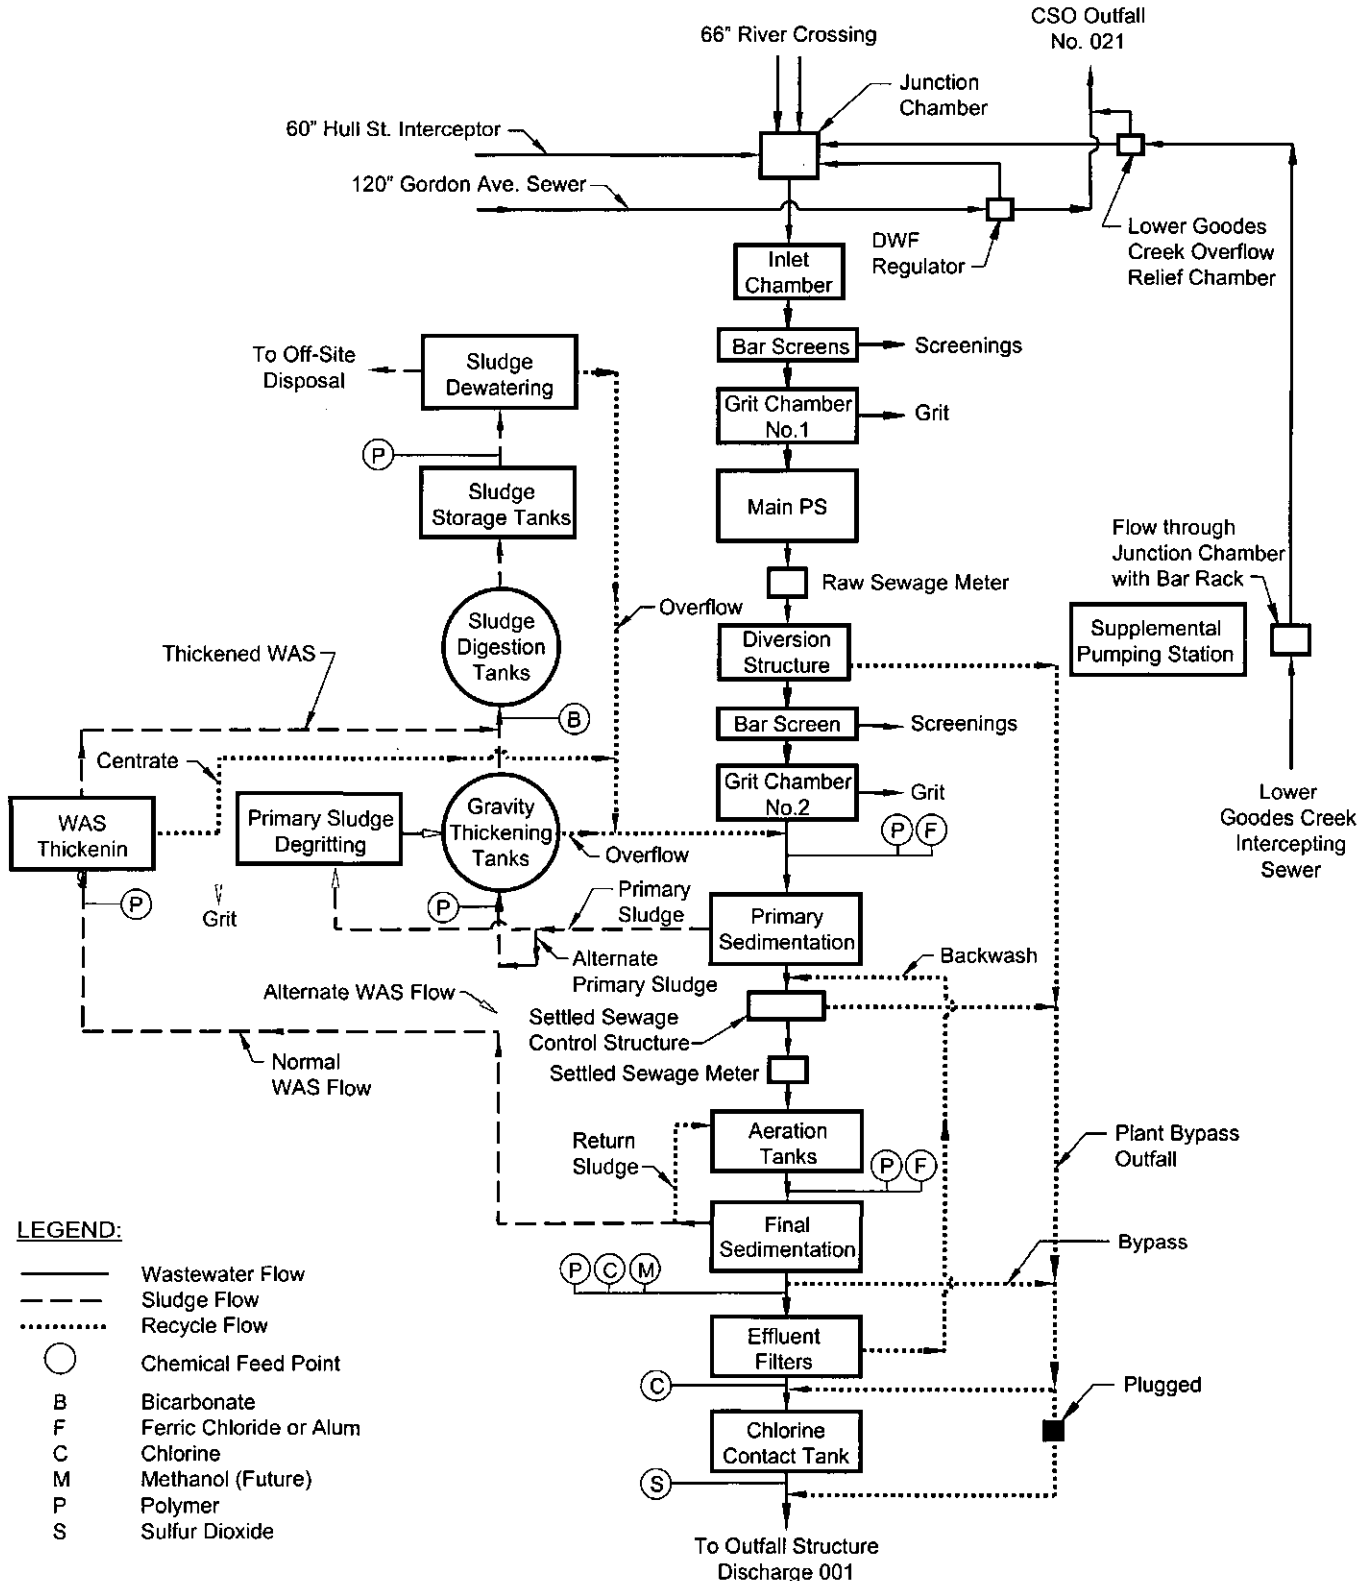 CSO Outfall
No. 021
66" River Crossing
Junction
Chamber
60" Hull St. Interceptor
120" Gordon Ave. Sewer
DWF
Regulator
Lower Goodes
Creek Overflow
Relief Chamber
Inlet
Chamber
To Off-Site
Disposal
Sludge
Dewatering
Bar Screens
Screenings
Grit Chamber
No.1
Grit
P
Sludge
Storage Tanks
Main PS
Flow through
Junction Chamber
with Bar Rack
Raw Sewage Meter
Overflow
Sludge
Digestion
Tanks
Diversion
Structure
Supplemental
Pumping Station
Thickened WAS
B
Bar Screen
Screenings
Centrate
Grit Chamber
No.2
Grit
Lower
Goodes Creek
Intercepting
Sewer
WAS
Thickenin
g
Primary Sludge
Degritting
Gravity
Thickening
Tanks
Overflow
P
F
P
Grit
P
Primary
Sludge
Primary
Sedimentation
Alternate
Primary Sludge
Backwash
Alternate WAS Flow
Settled Sewage
Control Structure
Normal
WAS Flow
Settled Sewage Meter
Return
Sludge
Aeration
Tanks
Plant Bypass
Outfall
P
F
Final
Sedimentation
Bypass
LEGEND:
Wastewater Flow
Sludge Flow
Recycle Flow
Chemical Feed Point
B Bicarbonate
F Ferric Chloride or Alum
C Chlorine
M Methanol (Future)
P Polymer
S Sulfur Dioxide
P
C
M
Effluent
Filters
C
Plugged
Chlorine
Contact Tank
S
To Outfall Structure
Discharge 001